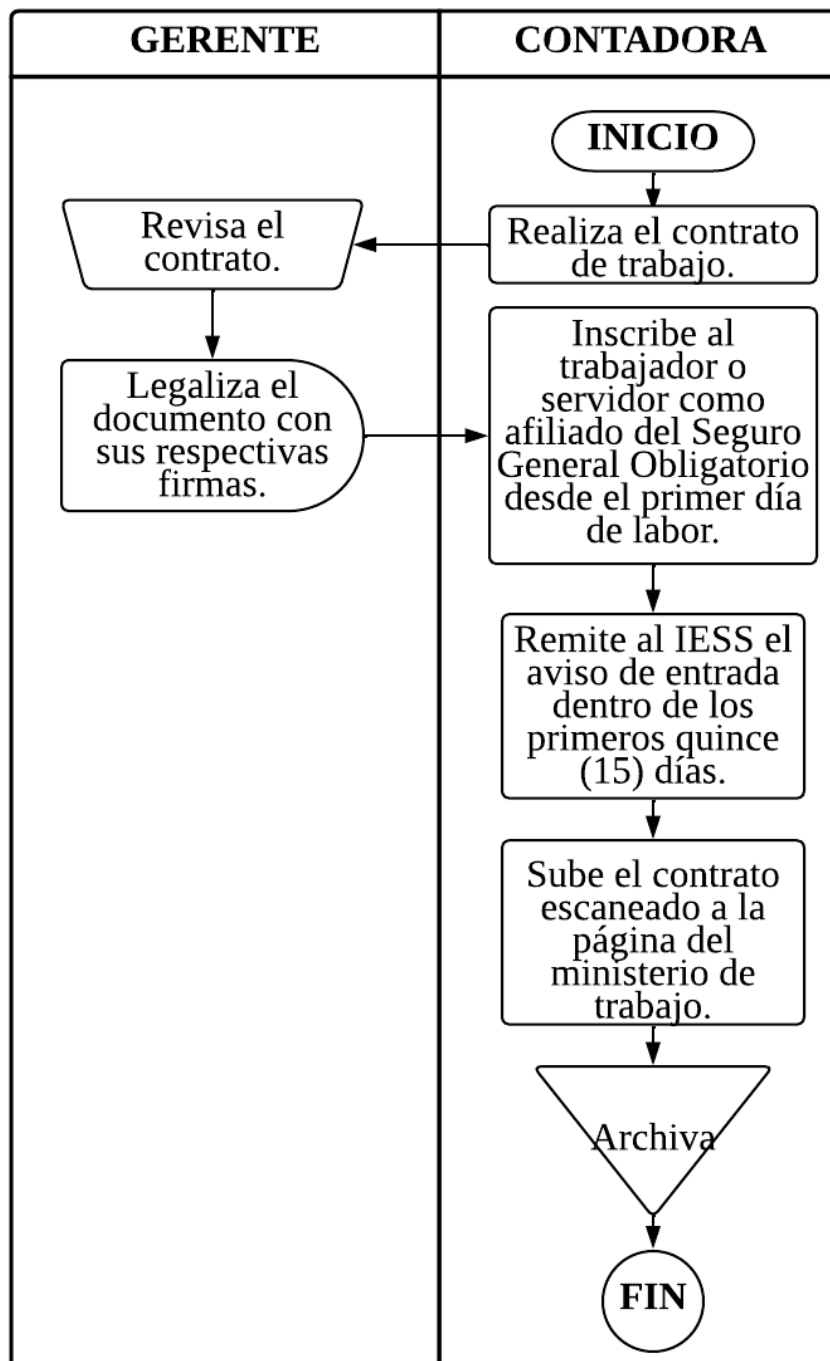 GERENTE
CONTADORA
INICIO
Realiza el contrato
de trabajo.
Revisa el
contrato.
Legaliza el
documento con
sus respectivas
firmas.
Inscribe al
trabajador o
servidor como
afiliado del Seguro
General Obligatorio
desde el primer día
de labor.
Remite al IESS el
aviso de entrada
dentro de los
primeros quince
(15) días.
Sube el contrato
escaneado a la
página del
ministerio de
trabajo.
Archiva
FIN